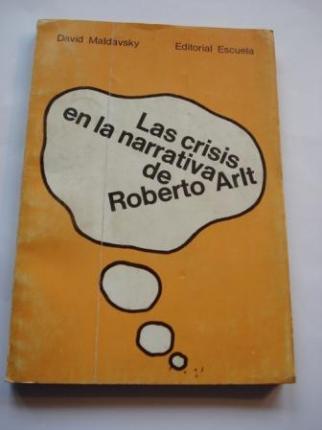 David Maldavsky Editorial Escuela
Las crisis
en la narrativa
de
Roberto Arlt